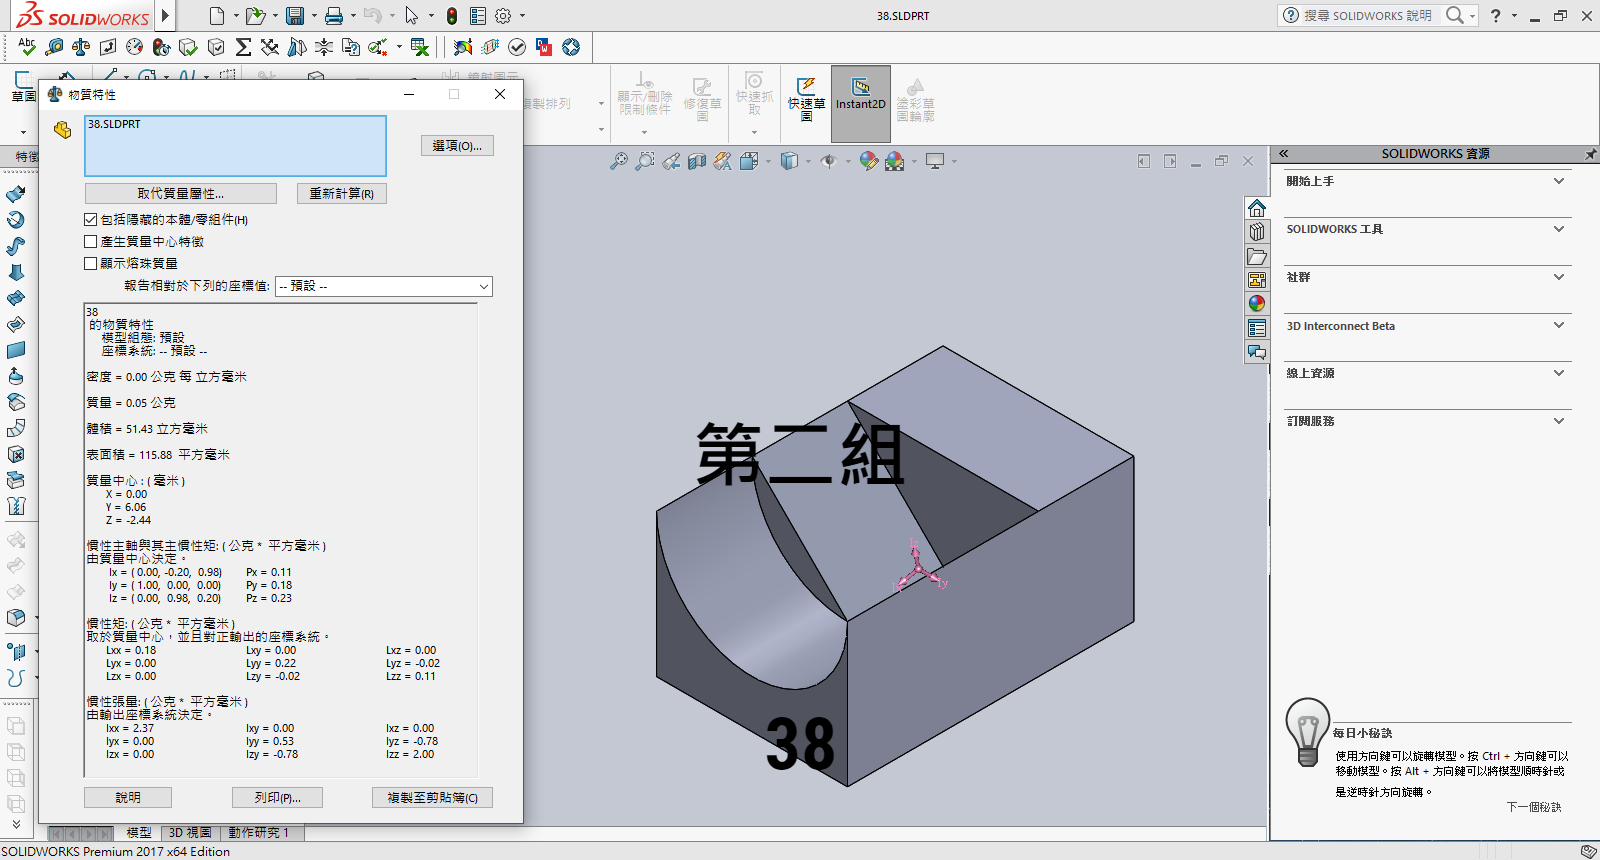 SOLIDWORKS
38.SLDPRT
搜尋 SOLIDWORKS 說明
?
Abc
草圖
鏡射圖元
複製排列
顯示/刪除限制條件
修復草圖
快速抓取
快速草圖
Instant2D
塗彩草圖輪廓
特徵
物質特性
38.SLDPRT
選項(O)...
取代質量屬性...
重新計算(R)
包括隱藏的本體/零組件(H)
產生質量中心特徵
顯示熔珠質量
報告相對於下列的座標值: -- 預設 --
38
的物質特性
模型組態: 預設
座標系統: -- 預設 --
密度 = 0.00 公克 每 立方毫米
質量 = 0.05 公克
體積 = 51.43 立方毫米
表面積 = 115.88 平方毫米
質量中心 : ( 毫米 )
X = 0.00
Y = 6.06
Z = -2.44
慣性主軸與其主慣性矩: ( 公克 * 平方毫米 )
由質量中心決定。
Ix = ( 0.00, -0.20, 0.98) Px = 0.11
Iy = ( 1.00, 0.00, 0.00) Py = 0.18
Iz = ( 0.00, 0.98, 0.20) Pz = 0.23
慣性矩: ( 公克 * 平方毫米 )
取於質量中心，並且對正輸出的座標系統。
Lxx = 0.18 Lxy = 0.00 Lxz = 0.00
Lyx = 0.00 Lyy = 0.22 Lyz = -0.02
Lzx = 0.00 Lzy = -0.02 Lzz = 0.11
慣性張量: ( 公克 * 平方毫米 )
由輸出座標系統決定。
Ixx = 2.37 Ixy = 0.00 Ixz = 0.00
Iyx = 0.00 Iyy = 0.53 Iyz = -0.78
Izx = 0.00 Izy = -0.78 Izz = 2.00
說明
列印(P)...
複製至剪貼簿(C)
第二組
Iz
Iy
38
SOLIDWORKS 資源
開始上手
SOLIDWORKS 工具
社群
3D Interconnect Beta
線上資源
訂閱服務
每日小秘訣
使用方向鍵可以旋轉模型。按 Ctrl + 方向鍵可以
移動模型。按 Alt + 方向鍵可以將模型順時針或
是逆時針方向旋轉。
下一個秘訣
模型 3D 視圖 動作研究 1
SOLIDWORKS Premium 2017 x64 Edition